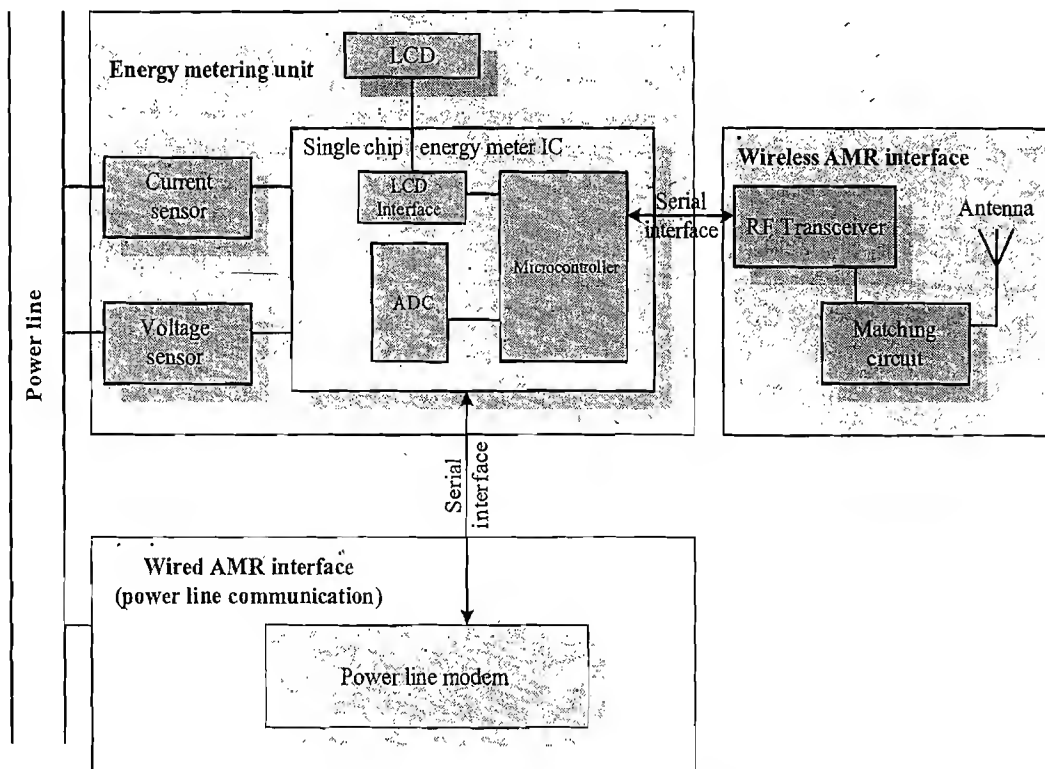 Power line
Energy metering unit
LCD
Single chip energy meter IC
Current
sensor
LCD
Interface
Microcontroller
ADC
Voltage
sensor
Serial
interface
Wireless AMR interface
RF Transceiver
Antenna
Matching
circuit
Serial
interface
Wired AMR interface
(power line communication)
Power line modem